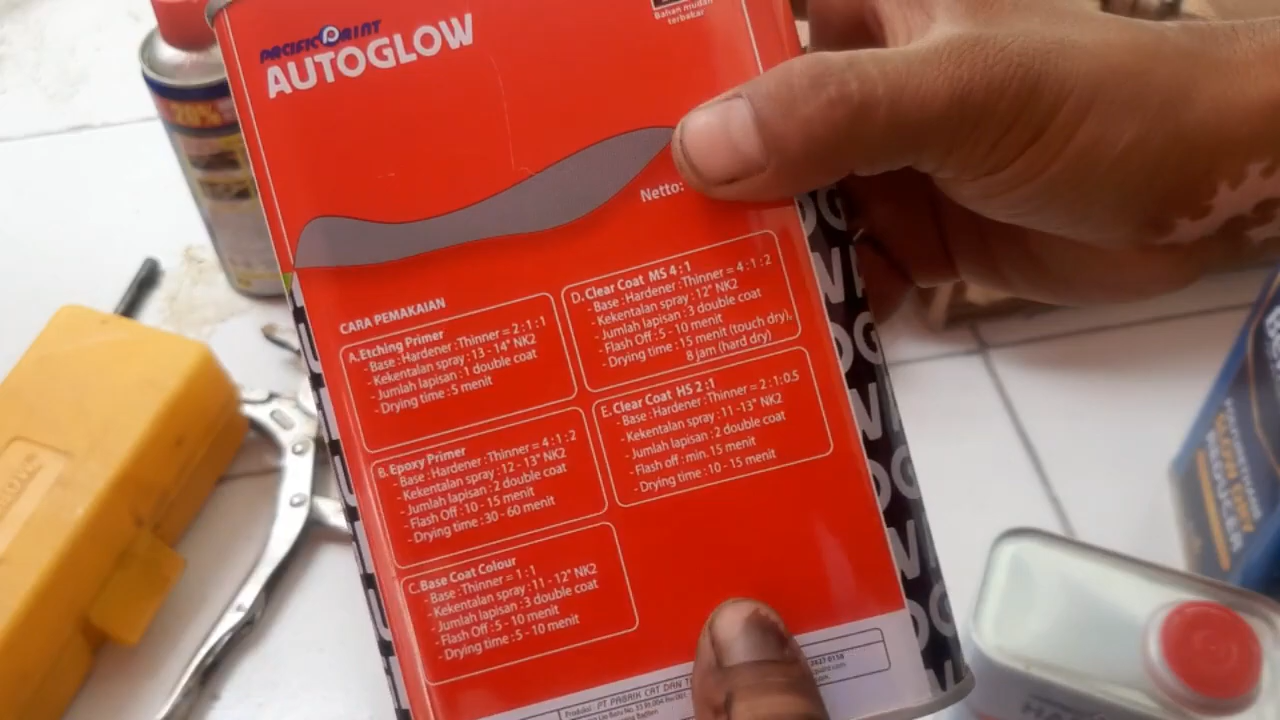 PACIFIC PAINT
AUTOGLOW
Bahan mudah
terbakar
Netto:
CARA PEMAKAIAN
A. Etching Primer
- Base : Hardener : Thinner = 2 : 1 : 1
- Kekentalan spray : 13 - 14" NK2
- Jumlah lapisan : 1 double coat
- Drying time : 5 menit
B. Epoxy Primer
- Base : Hardener : Thinner = 4 : 1 : 2
- Kekentalan spray : 12 - 13" NK2
- Jumlah lapisan : 2 double coat
- Flash Off : 10 - 15 menit
- Drying time : 30 - 60 menit
C. Base Coat Colour
- Base : Thinner = 1 : 1
- Kekentalan spray : 11 - 12" NK2
- Jumlah lapisan : 3 double coat
- Flash Off : 5 - 10 menit
- Drying time : 5 - 10 menit
D. Clear Coat MS 4 : 1
- Base : Hardener : Thinner = 4 : 1 : 2
- Kekentalan spray : 12" NK2
- Jumlah lapisan : 3 double coat
- Flash Off : 5 - 10 menit
- Drying time : 15 menit (touch dry),
8 jam (hard dry)
E. Clear Coat HS 2 : 1
- Base : Hardener : Thinner = 2 : 1 : 0.5
- Kekentalan spray : 11 -13" NK2
- Jumlah lapisan : 2 double coat
- Flash off : min. 15 menit
- Drying time : 10 - 15 menit
Produksi : PT PABRIK CAT DAN
20%
SLOW DRY
REDUCER